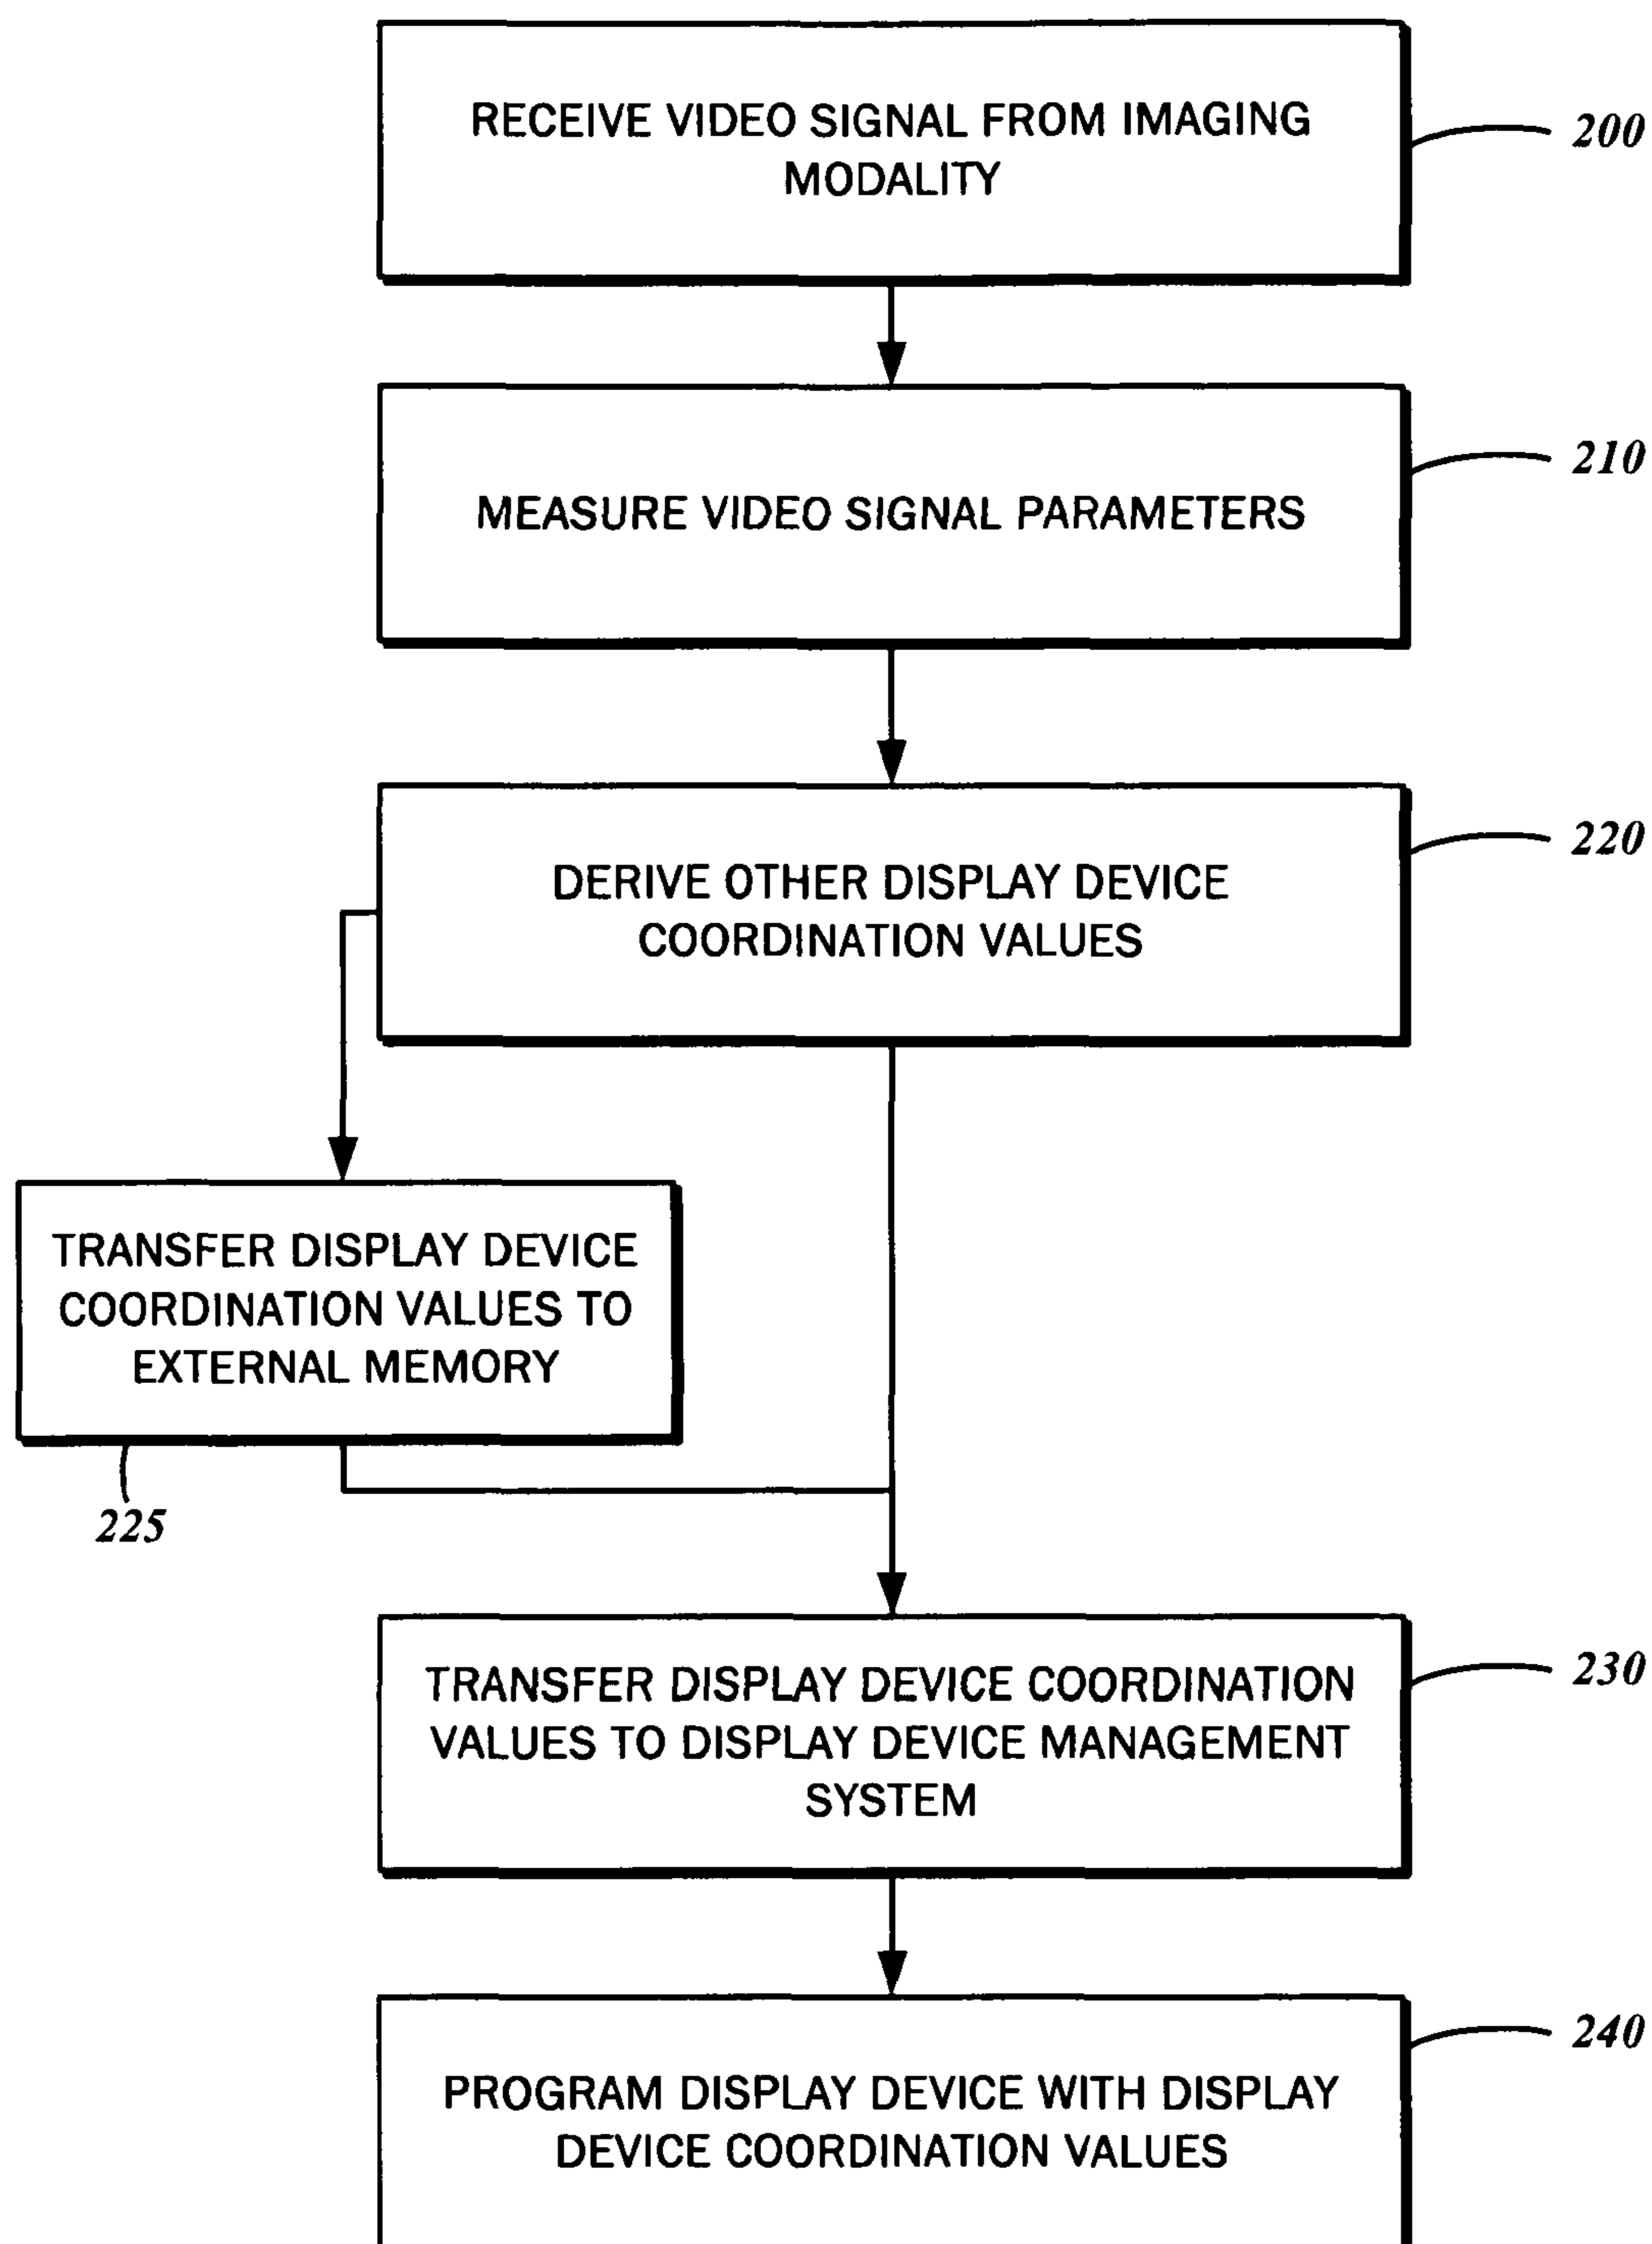 RECEIVE VIDEO SIGNAL FROM IMAGING
MODALITY
200
MEASURE VIDEO SIGNAL PARAMETERS
210
DERIVE OTHER DISPLAY DEVICE
COORDINATION VALUES
220
TRANSFER DISPLAY DEVICE
COORDINATION VALUES TO
EXTERNAL MEMORY
225
TRANSFER DISPLAY DEVICE COORDINATION
VALUES TO DISPLAY DEVICE MANAGEMENT
SYSTEM
230
PROGRAM DISPLAY DEVICE WITH DISPLAY
DEVICE COORDINATION VALUES
240